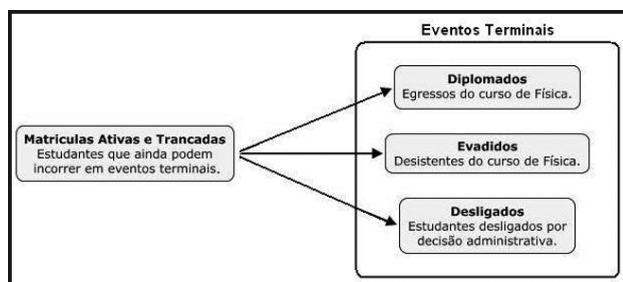 Eventos Terminais
Diplomados
Egressos do curso de Física.
Matriculas Ativas e Trancadas
Estudantes que ainda podem
incorrer em eventos terminais.
Evadidos
Desistentes do curso de Física.
Desligados
Estudantes desligados por
decisão administrativa.